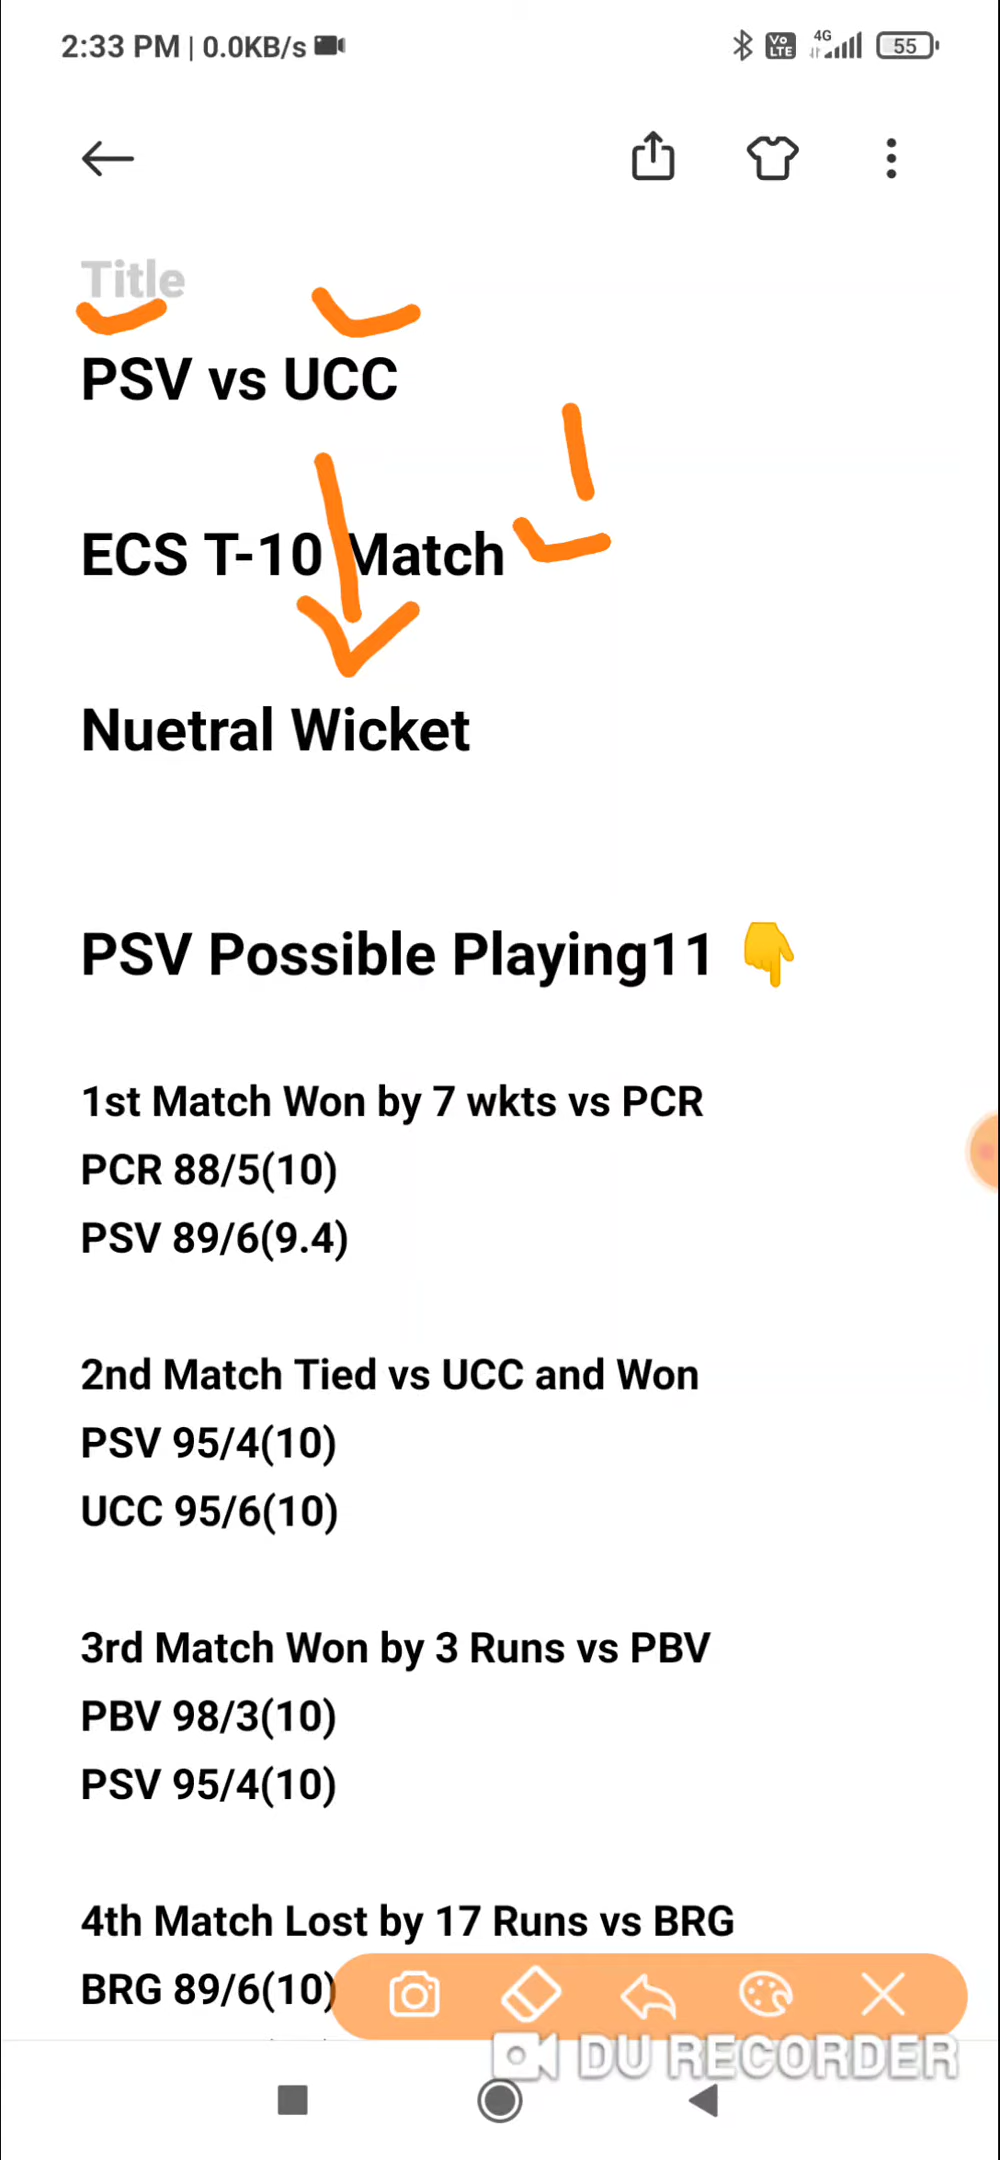 2:33 PM | 0.0KB/s
Vo LTE 4G 55
Title
PSV vs UCC
ECS T-10 Match
Nuetral Wicket
PSV Possible Playing11 👇
1st Match Won by 7 wkts vs PCR
PCR 88/5(10)
PSV 89/6(9.4)
2nd Match Tied vs UCC and Won
PSV 95/4(10)
UCC 95/6(10)
3rd Match Won by 3 Runs vs PBV
PBV 98/3(10)
PSV 95/4(10)
4th Match Lost by 17 Runs vs BRG
BRG 89/6(10)
DU RECORDER